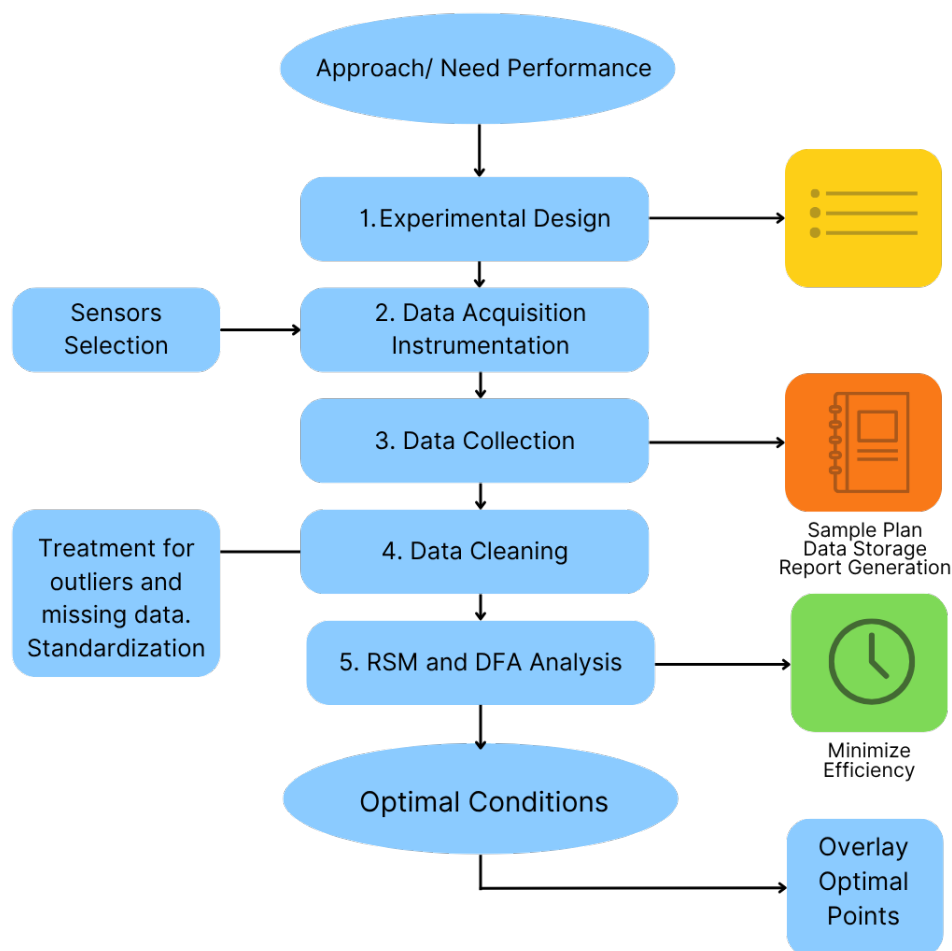 Approach/ Need Performance
1.Experimental Design
Sensors
Selection
2. Data Acquisition
Instrumentation
3. Data Collection
Sample Plan
Data Storage
Report Generation
Treatment for
outliers and
missing data.
Standardization
4. Data Cleaning
5. RSM and DFA Analysis
Minimize
Efficiency
Optimal Conditions
Overlay
Optimal
Points